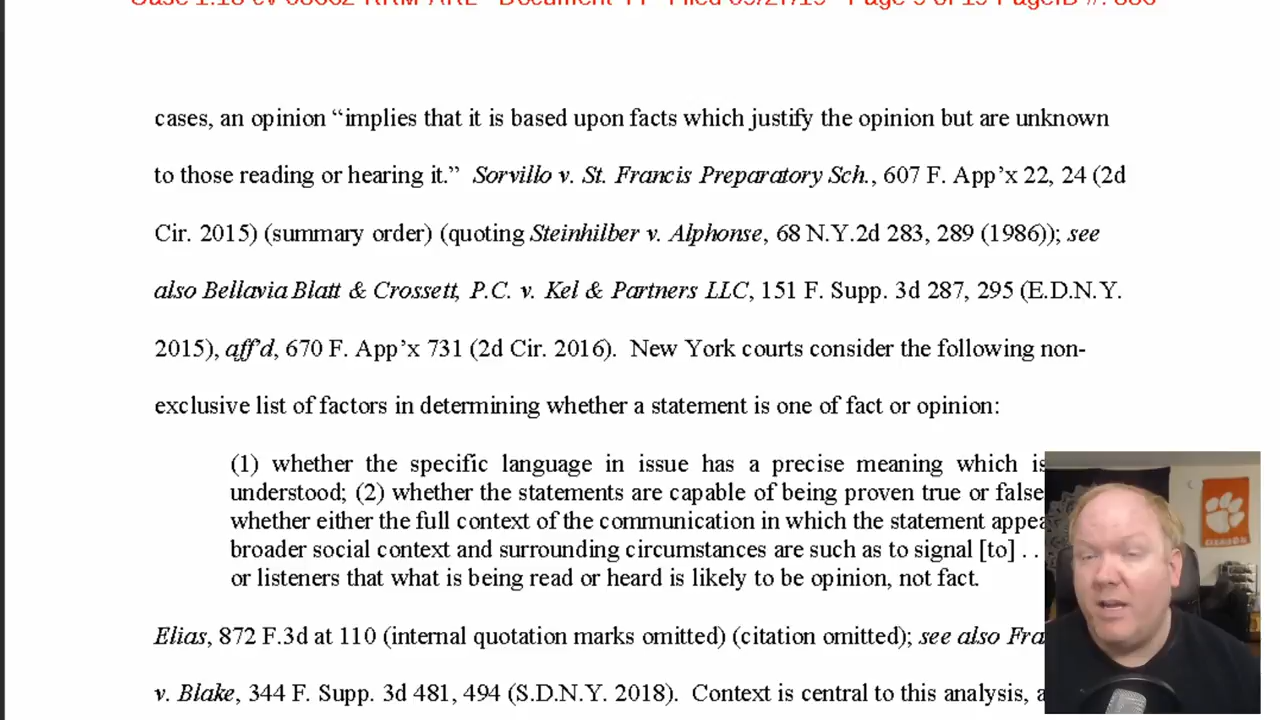 cases, an opinion “implies that it is based upon facts which justify the opinion but are unknown
to those reading or hearing it.” Sorvillo v. St. Francis Preparatory Sch., 607 F. App’x 22, 24 (2d
Cir. 2015) (summary order) (quoting Steinhilber v. Alphonse, 68 N.Y.2d 283, 289 (1986)); see
also Bellavia Blatt & Crossett, P.C. v. Kel & Partners LLC, 151 F. Supp. 3d 287, 295 (E.D.N.Y.
2015), aff’d, 670 F. App’x 731 (2d Cir. 2016). New York courts consider the following non-
exclusive list of factors in determining whether a statement is one of fact or opinion:
(1) whether the specific language in issue has a precise meaning which is
understood; (2) whether the statements are capable of being proven true or false
whether either the full context of the communication in which the statement
broader social context and surrounding circumstances are such as to signal [to] . .
or listeners that what is being read or heard is likely to be opinion, not fact.
Elias, 872 F.3d at 110 (internal quotation marks omitted) (citation omitted); see also
v. Blake, 344 F. Supp. 3d 481, 494 (S.D.N.Y. 2018). Context is central to this analysis,
CLEMSON